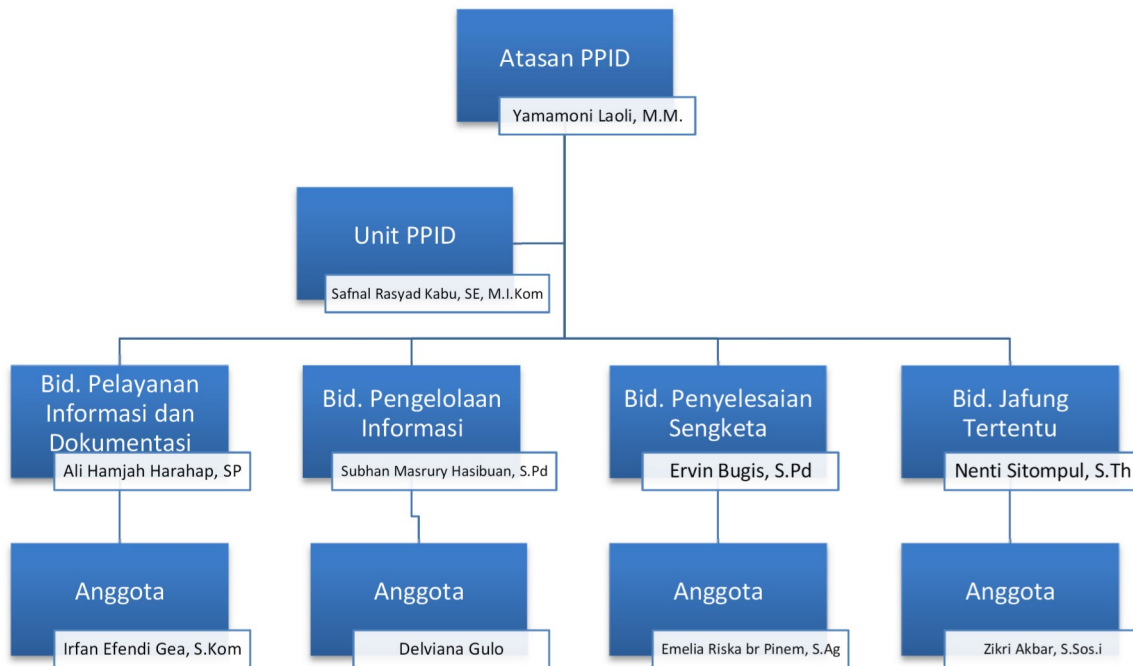 Atasan PPID
Yamamoni Laoli, M.M.
Unit PPID
Safnal Rasyad Kabu, SE, M.I.Kom
Bid. Pelayanan
Informasi dan
Dokumentasi
Ali Hamjah Harahap, SP
Bid. Pengelolaan
Informasi
Subhan Masrury Hasibuan, S.Pd
Bid. Penyelesaian
Sengketa
Ervin Bugis, S.Pd
Bid. Jafung
Tertentu
Nenti Sitompul, S.Th
Anggota
Irfan Efendi Gea, S.Kom
Anggota
Delviana Gulo
Anggota
Emelia Riska br Pinem, S.Ag
Anggota
Zikri Akbar, S.Sos.i